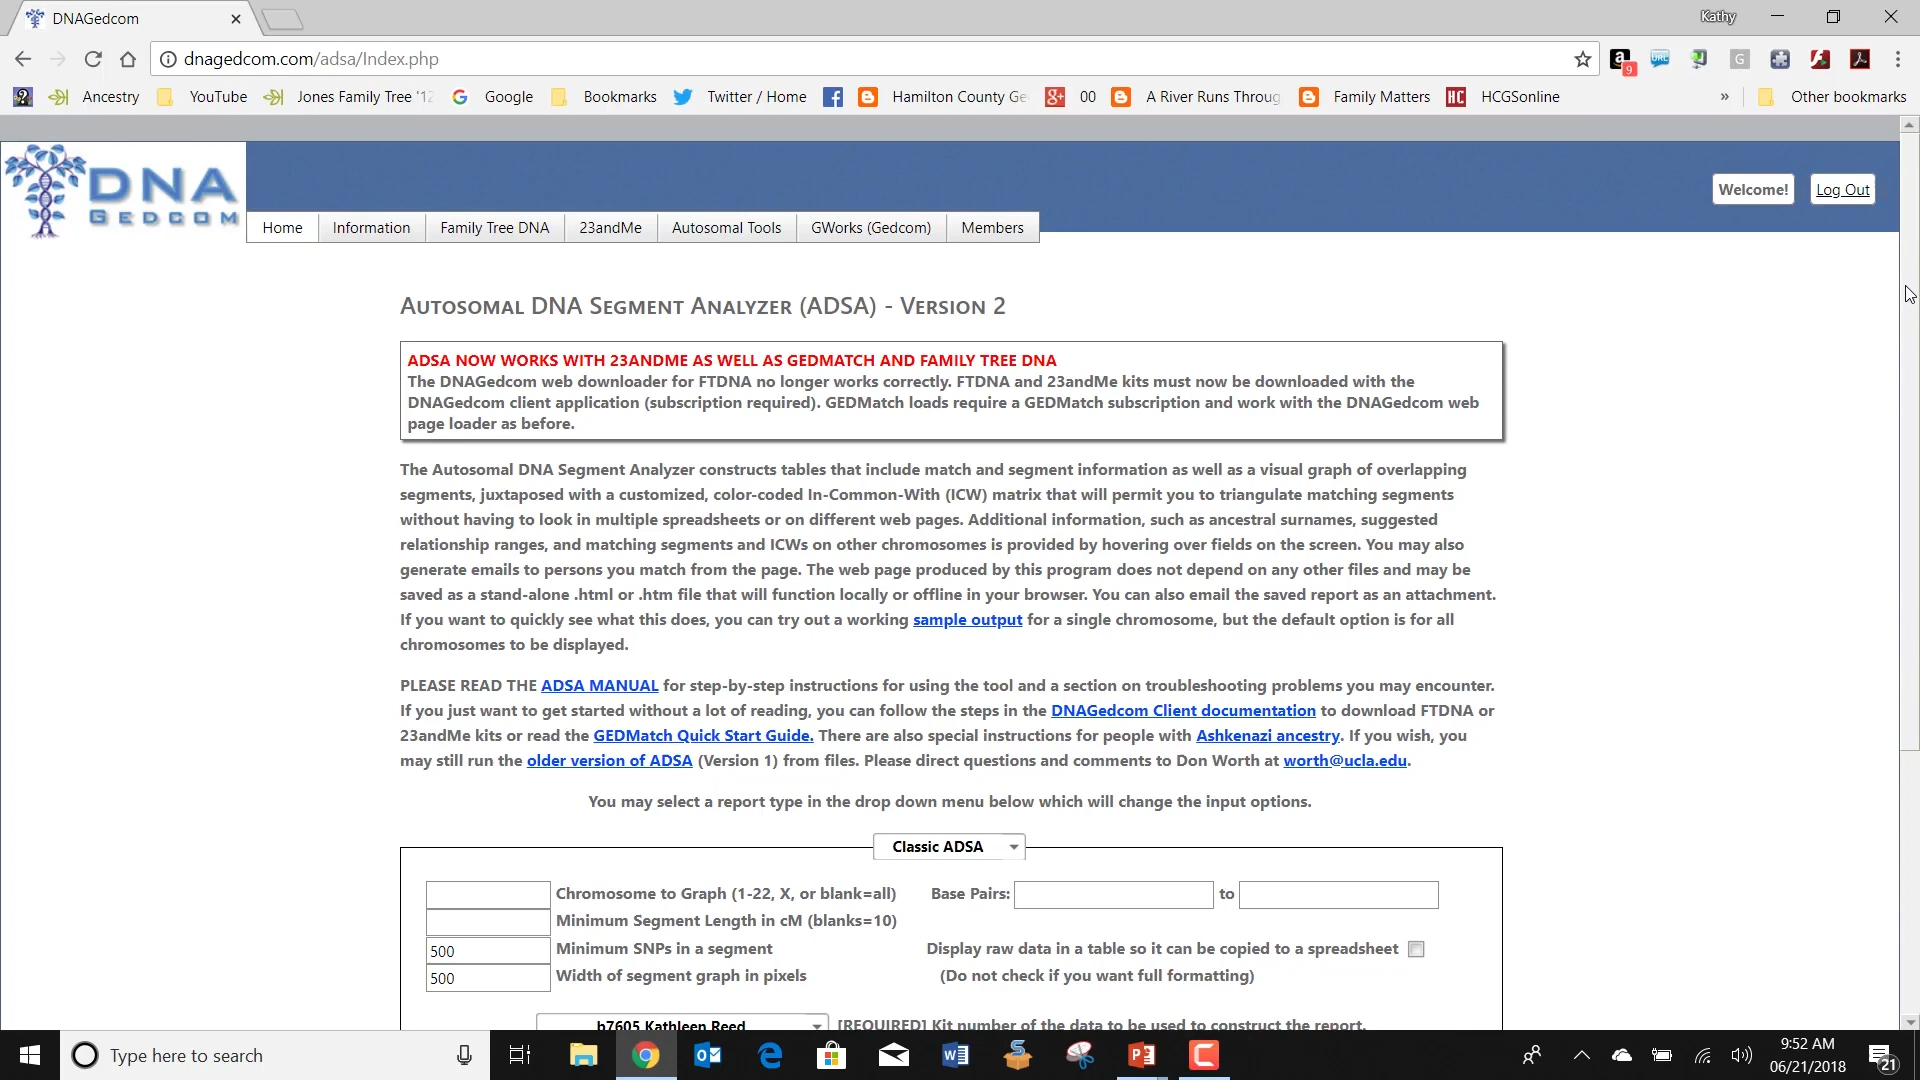 DNAGedcom
Kathy
dnagedcom.com/adsa/Index.php
9
Ancestry YouTube Jones Family Tree '12 Google Bookmarks Twitter / Home Hamilton County Ge 00 A River Runs Throug Family Matters HC HCGSonline » Other bookmarks
DNA
GEDCOM
Welcome! Log Out
Home Information Family Tree DNA 23andMe Autosomal Tools GWorks (Gedcom) Members
AUTOSOMAL DNA SEGMENT ANALYZER (ADSA) - VERSION 2
ADSA NOW WORKS WITH 23ANDME AS WELL AS GEDMATCH AND FAMILY TREE DNA
The DNAGedcom web downloader for FTDNA no longer works correctly. FTDNA and 23andMe kits must now be downloaded with the
DNAGedcom client application (subscription required). GEDMatch loads require a GEDMatch subscription and work with the DNAGedcom web
page loader as before.
The Autosomal DNA Segment Analyzer constructs tables that include match and segment information as well as a visual graph of overlapping
segments, juxtaposed with a customized, color-coded In-Common-With (ICW) matrix that will permit you to triangulate matching segments
without having to look in multiple spreadsheets or on different web pages. Additional information, such as ancestral surnames, suggested
relationship ranges, and matching segments and ICWs on other chromosomes is provided by hovering over fields on the screen. You may also
generate emails to persons you match from the page. The web page produced by this program does not depend on any other files and may be
saved as a stand-alone .html or .htm file that will function locally or offline in your browser. You can also email the saved report as an attachment.
If you want to quickly see what this does, you can try out a working sample output for a single chromosome, but the default option is for all
chromosomes to be displayed.
PLEASE READ THE ADSA MANUAL for step-by-step instructions for using the tool and a section on troubleshooting problems you may encounter.
If you just want to get started without a lot of reading, you can follow the steps in the DNAGedcom Client documentation to download FTDNA or
23andMe kits or read the GEDMatch Quick Start Guide. There are also special instructions for people with Ashkenazi ancestry. If you wish, you
may still run the older version of ADSA (Version 1) from files. Please direct questions and comments to Don Worth at worth@ucla.edu.
You may select a report type in the drop down menu below which will change the input options.
Classic ADSA
Chromosome to Graph (1-22, X, or blank=all) Base Pairs: to
Minimum Segment Length in cM (blanks=10)
500 Minimum SNPs in a segment Display raw data in a table so it can be copied to a spreadsheet
500 Width of segment graph in pixels (Do not check if you want full formatting)
h7605 Kathleen Reed [REQUIRED] Kit number of the data to be used to construct the report.
Type here to search
9:52 AM
06/21/2018
21